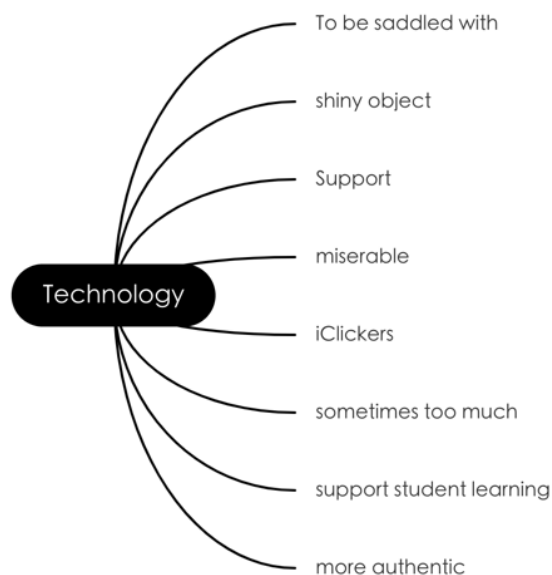 To be saddled with
shiny object
Support
miserable
Technology
iClickers
sometimes too much
support student learning
more authentic